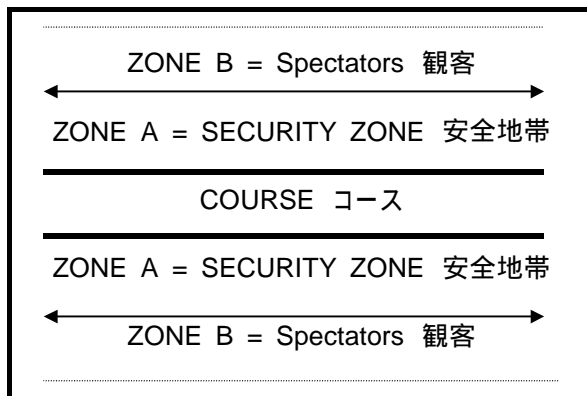 ZONE B = Spectators 観客
ZONE A = SECURITY ZONE 安全地帯
COURSE コース
ZONE A = SECURITY ZONE 安全地帯
ZONE B = Spectators 観客